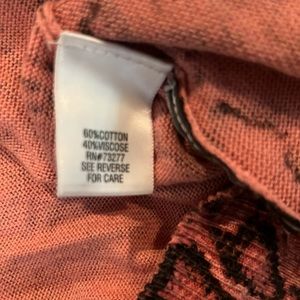 60%COTTON
40%VISCOSE
RN#73277
SEE REVERSE
FOR CARE